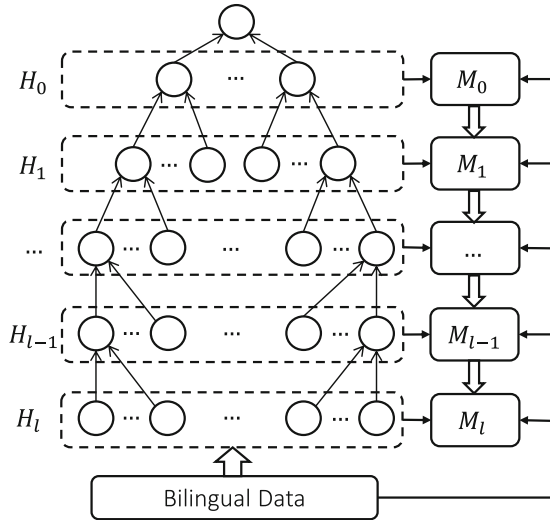 H₀ ... M₀
H₁ ... ... M₁
... ... ... ... ...
Hₗ₋₁ ... ... ... Mₗ₋₁
Hₗ ... ... ... Mₗ
Bilingual Data